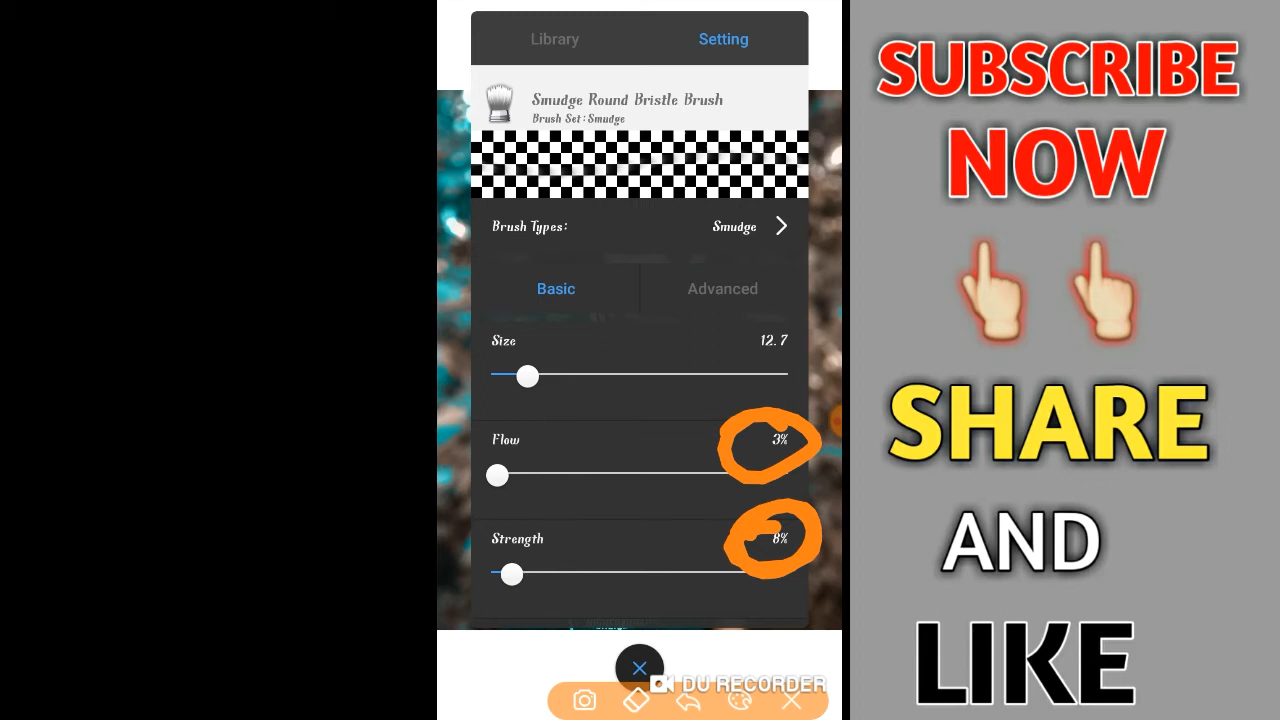 Library
Setting
Smudge Round Bristle Brush
Brush Set: Smudge
Brush Types:
Smudge
Basic
Advanced
Size
12.7
Flow
3%
Strength
8%
DU RECORDER
SUBSCRIBE
NOW
SHARE
AND
LIKE